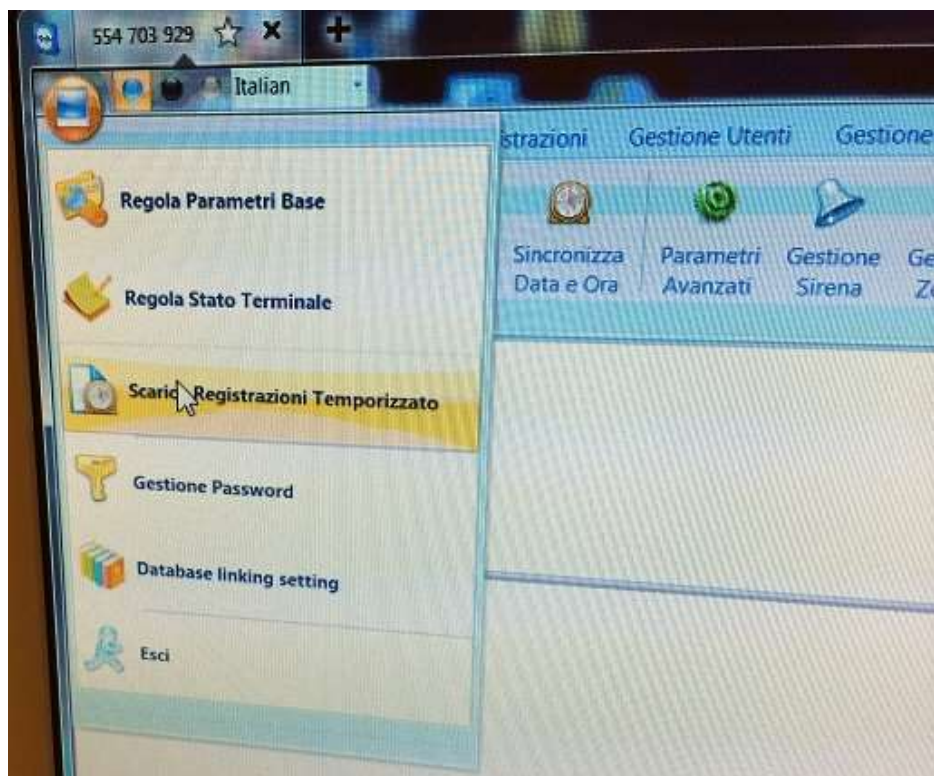 554 703 929
Italian
strazioni Gestione Utenti Gestione
Regola Parametri Base
Sincronizza
Data e Ora
Parametri
Avanzati
Gestione
Sirena
Regola Stato Terminale
Registrazioni Temporizzato
Gestione Password
Database linking setting
Esci